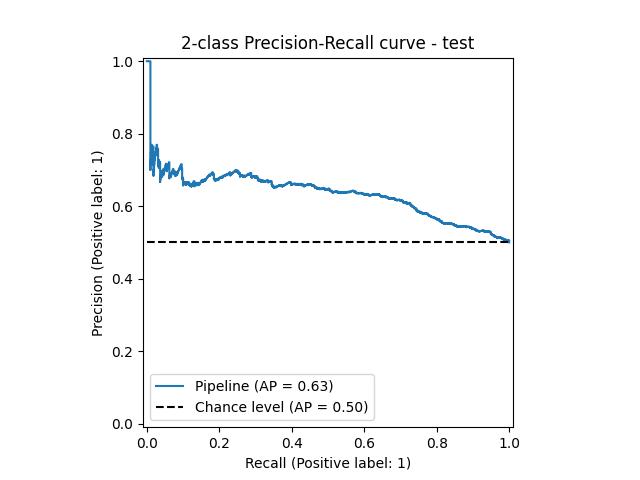 2-class Precision-Recall curve - test
1.0
0.8
0.6
0.4
0.2
0.0
Precision (Positive label: 1)
Pipeline (AP = 0.63)
Chance level (AP = 0.50)
0.0 0.2 0.4 0.6 0.8 1.0
Recall (Positive label: 1)